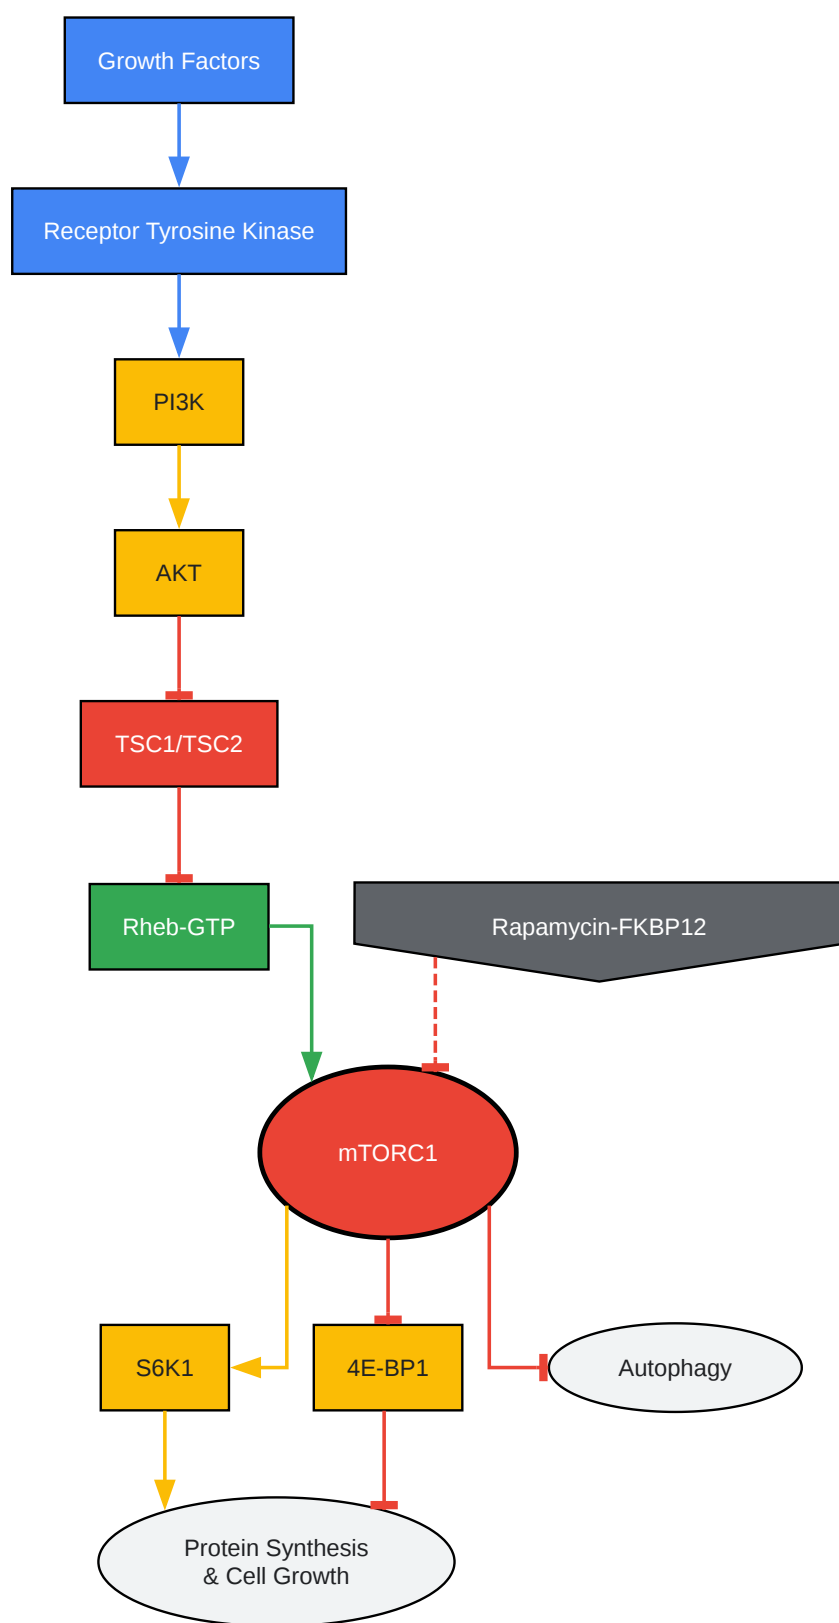 Growth Factors
Receptor Tyrosine Kinase
PI3K
AKT
TSC1/TSC2
Rheb-GTP
Rapamycin-FKBP12
mTORC1
S6K1
4E-BP1
Autophagy
Protein Synthesis
& Cell Growth